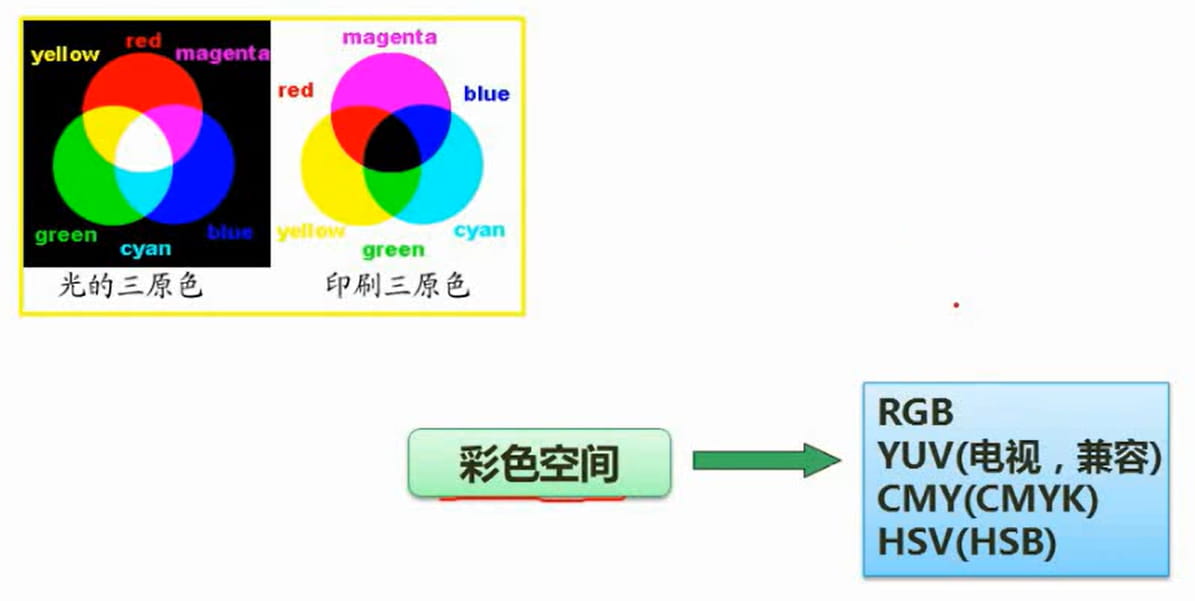 red
yellow
magenta
green
blue
cyan
光的三原色
magenta
red
blue
yellow
cyan
green
印刷三原色
彩色空间
RGB
YUV(电视，兼容)
CMY(CMYK)
HSV(HSB)